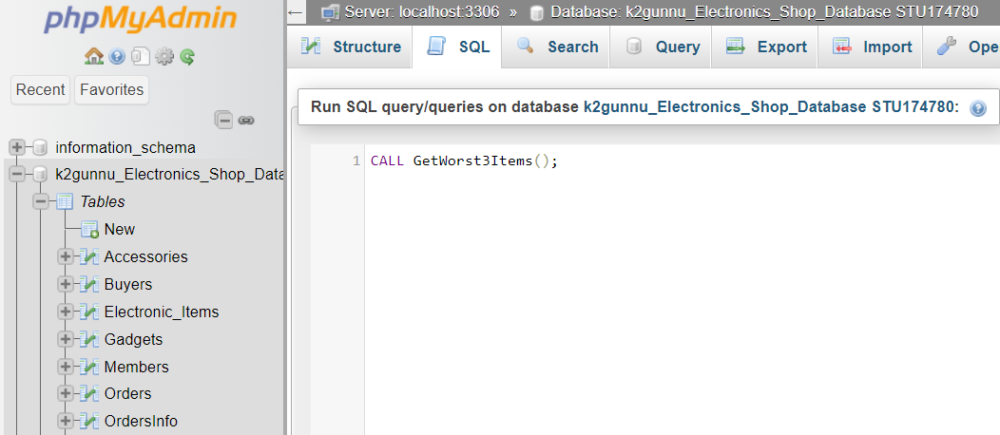 phpMyAdmin
Recent Favorites
information_schema
k2gunnu_Electronics_Shop_Data
Tables
New
Accessories
Buyers
Electronic_Items
Gadgets
Members
Orders
OrdersInfo
Server: localhost:3306 » Database: k2gunnu_Electronics_Shop_Database STU174780
Structure SQL Search Query Export Import Ope
Run SQL query/queries on database k2gunnu_Electronics_Shop_Database STU174780:
1 CALL GetWorst3Items();